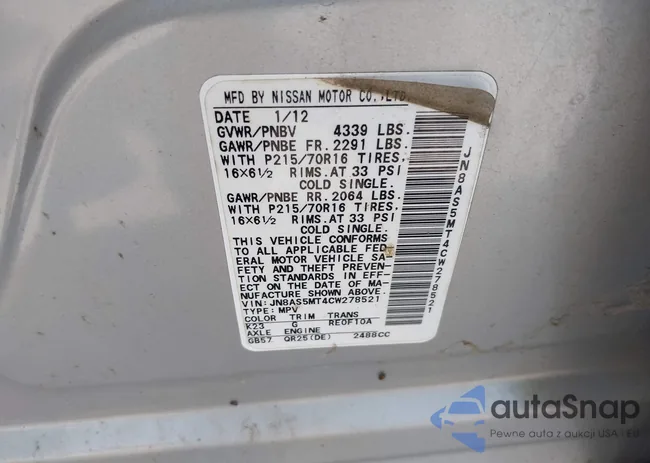 MFD BY NISSAN MOTOR CO.,LTD.
DATE 1/12
GVWR/PNBV 4339 LBS.
GAWR/PNBE FR. 2291 LBS.
WITH P215/70R16 TIRES,
16X6½ RIMS. AT 33 PSI
COLD SINGLE.
GAWR/PNBE RR. 2064 LBS.
WITH P215/70R16 TIRES,
16X6½ RIMS. AT 33 PSI
COLD SINGLE.
THIS VEHICLE CONFORMS
TO ALL APPLICABLE FED-
ERAL MOTOR VEHICLE SA-
FETY AND THEFT PREVEN-
TION STANDARDS IN EFF-
ECT ON THE DATE OF MA-
NUFACTURE SHOWN ABOVE.
VIN: JN8AS5MT4CW278521
TYPE: MPV
COLOR TRIM TRANS
K23 G RE0F10A
AXLE ENGINE
GB57 QR25(DE) 2488CC
JN8AS5MT4CW278521
autaSnap
Pewne auta z aukcji USA - EU